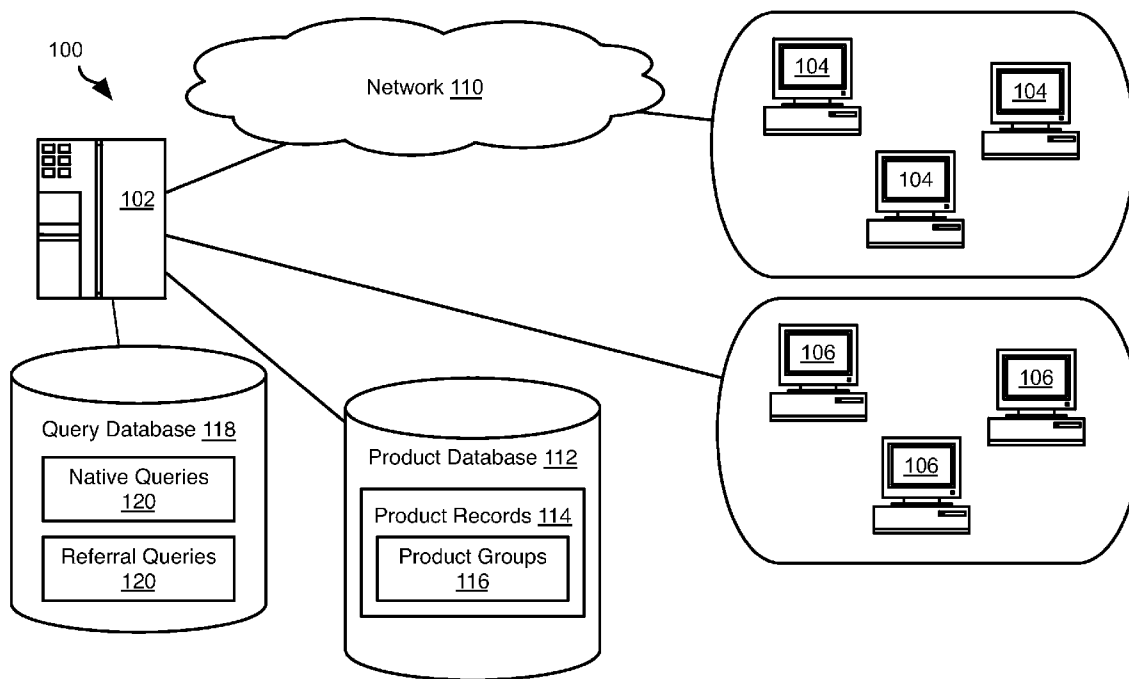 100
Network 110
104
104
104
102
106
106
106
Query Database 118
Native Queries
120
Referral Queries
120
Product Database 112
Product Records 114
Product Groups
116